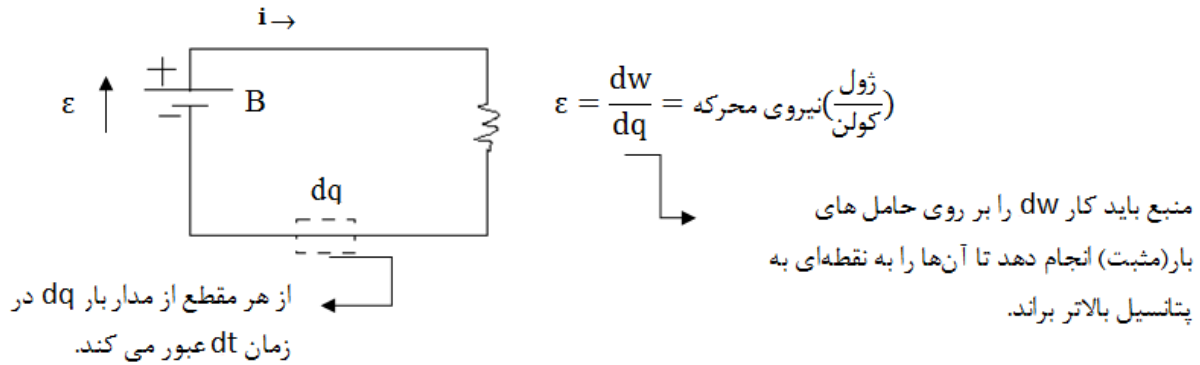 i →
+
ε
B
−
ε = dw/dq = نیروی محرکه (ژول/کولن)
dq
منبع باید کار dw را بر روی حامل های
بار(مثبت) انجام دهد تا آن‌ها را به نقطه‌ای به
پتانسیل بالاتر براند.
از هر مقطع از مدار بار dq در
زمان dt عبور می کند.